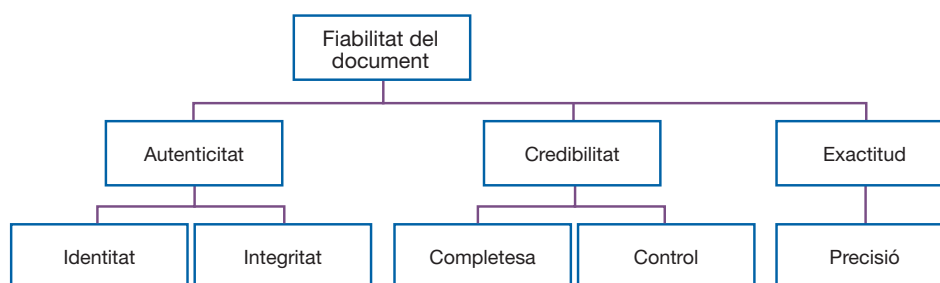 Fiabilitat del
document
Autenticitat
Credibilitat
Exactitud
Identitat
Integritat
Completesa
Control
Precisió